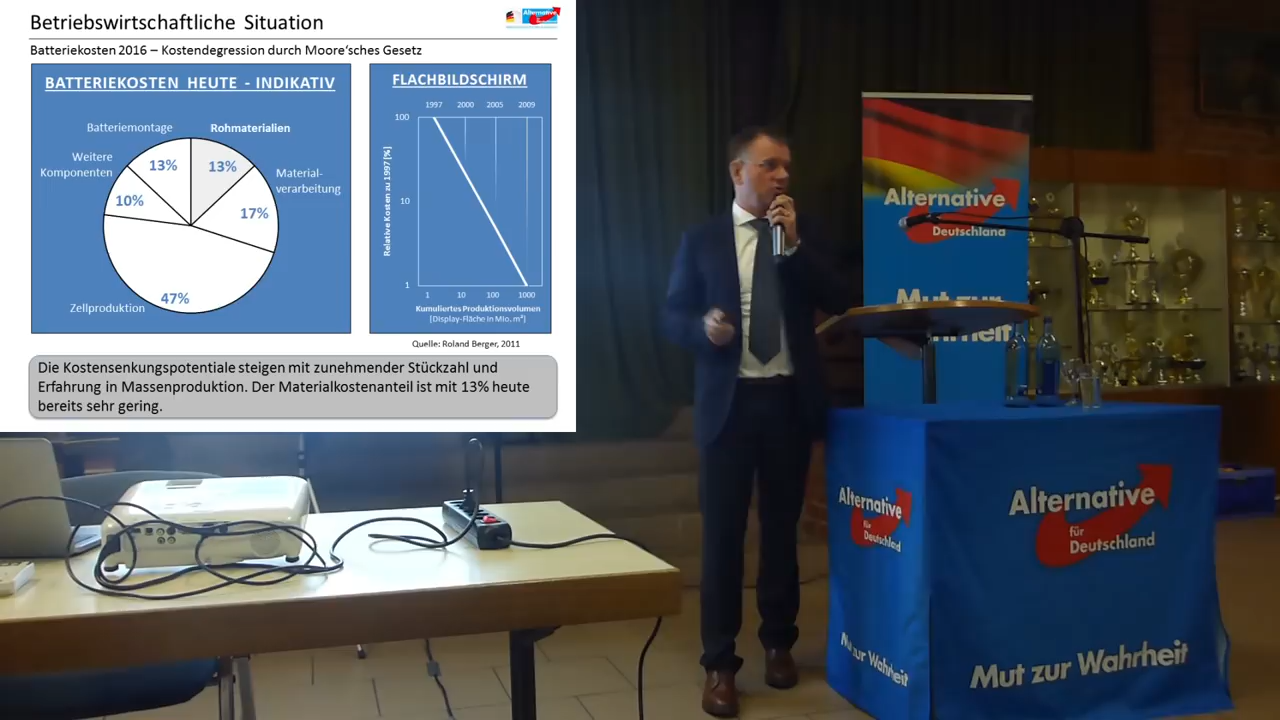 Betriebswirtschaftliche Situation
Alternative
Batteriekosten 2016 – Kostendegression durch Moore'sches Gesetz
BATTERIEKOSTEN HEUTE - INDIKATIV
Batteriemontage
Rohmaterialien
Weitere
Komponenten
13%
13%
Material-
verarbeitung
10%
17%
Zellproduktion
47%
FLACHBILDSCHIRM
1997 2000 2005 2009
100
10
1
Relative Kosten zu 1997 [%]
1 10 100 1000
Kumuliertes Produktionsvolumen
[Display-Fläche in Mio. m²]
Quelle: Roland Berger, 2011
Die Kostensenkungspotentiale steigen mit zunehmender Stückzahl und
Erfahrung in Massenproduktion. Der Materialkostenanteil ist mit 13% heute
bereits sehr gering.
Alternative
Deutschland
Mut zur
Alternative
für
Deutschland
Mut zur Wahrheit
Alternative
für
Deutschland
Mut zur Wahrheit